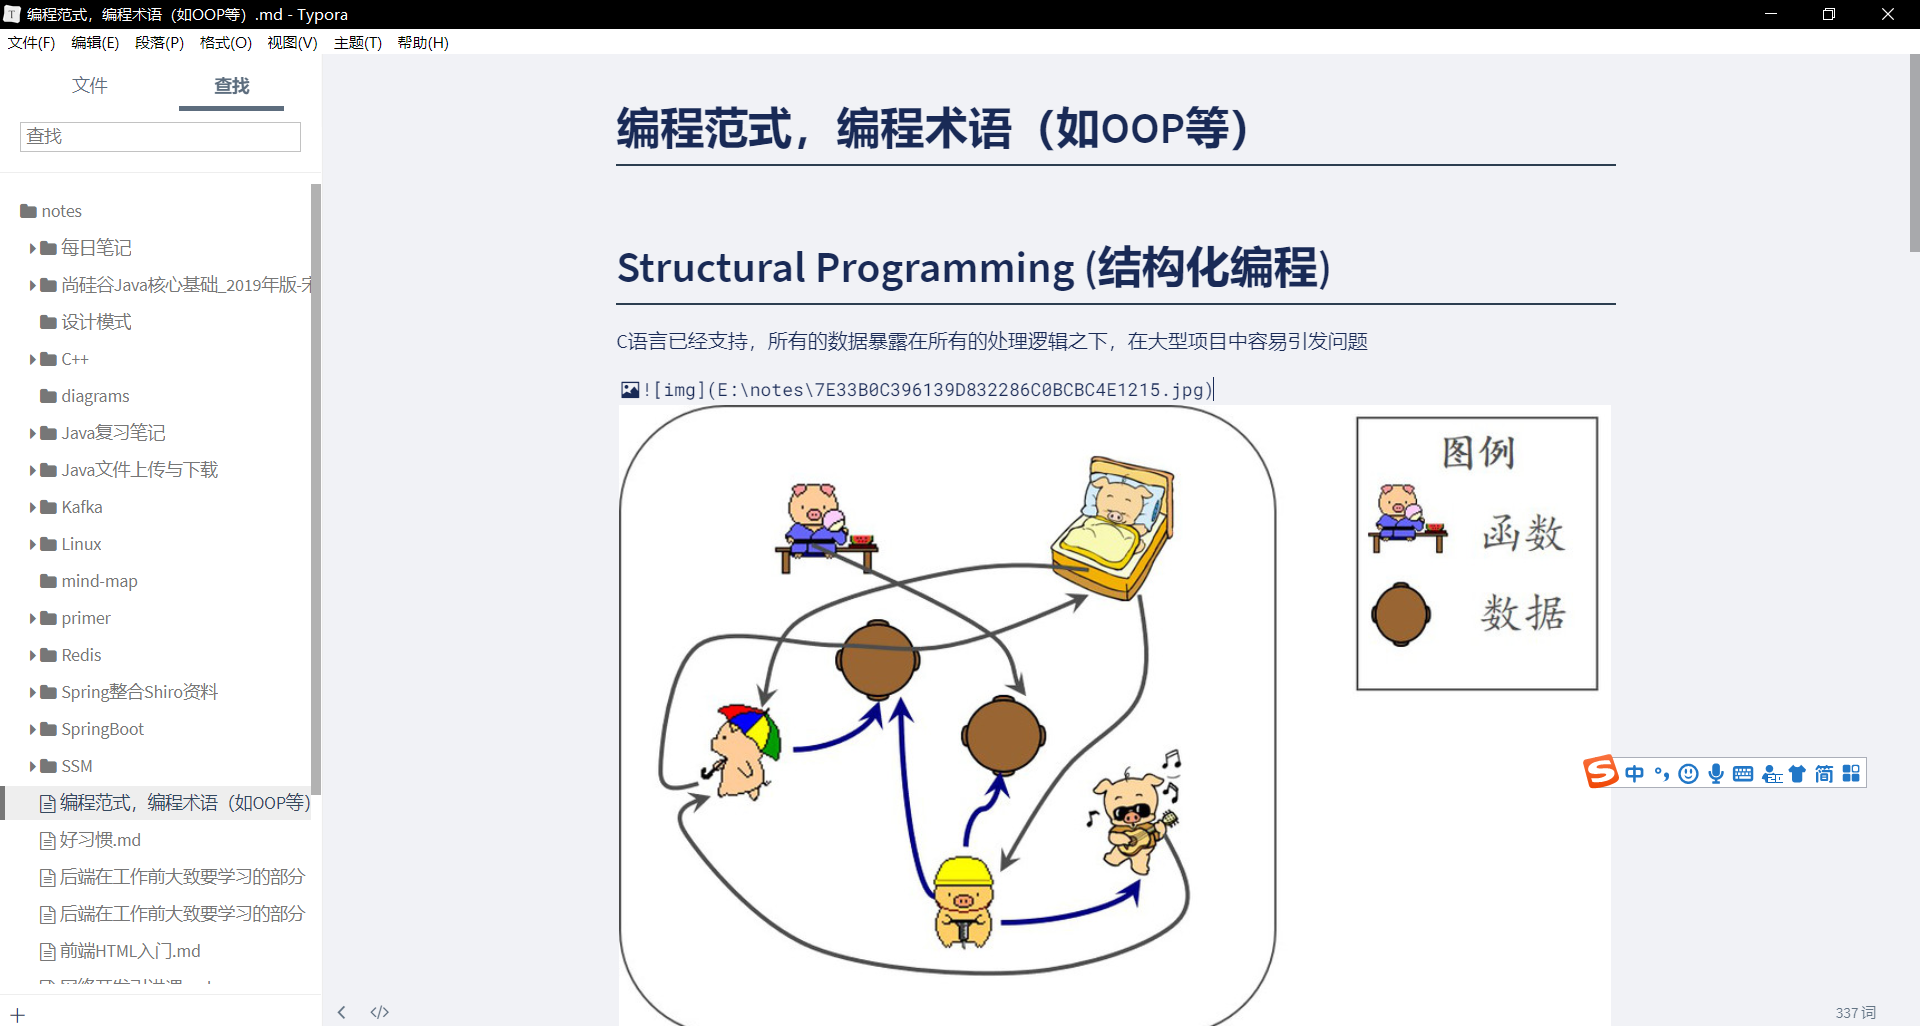 编程范式，编程术语（如OOP等）.md - Typora
文件(F) 编辑(E) 段落(P) 格式(O) 视图(V) 主题(T) 帮助(H)
文件 查找
查找
notes
每日笔记
尚硅谷Java核心基础_2019年版-宋
设计模式
C++
diagrams
Java复习笔记
Java文件上传与下载
Kafka
Linux
mind-map
primer
Redis
Spring整合Shiro资料
SpringBoot
SSM
编程范式，编程术语（如OOP等）
好习惯.md
后端在工作前大致要学习的部分
后端在工作前大致要学习的部分
前端HTML入门.md
编程范式，编程术语（如OOP等）
Structural Programming (结构化编程)
C语言已经支持，所有的数据暴露在所有的处理逻辑之下，在大型项目中容易引发问题
![img](E:\notes\7E33B0C396139D832286C0BCBC4E1215.jpg)
图例
函数
数据
中 简
337 词